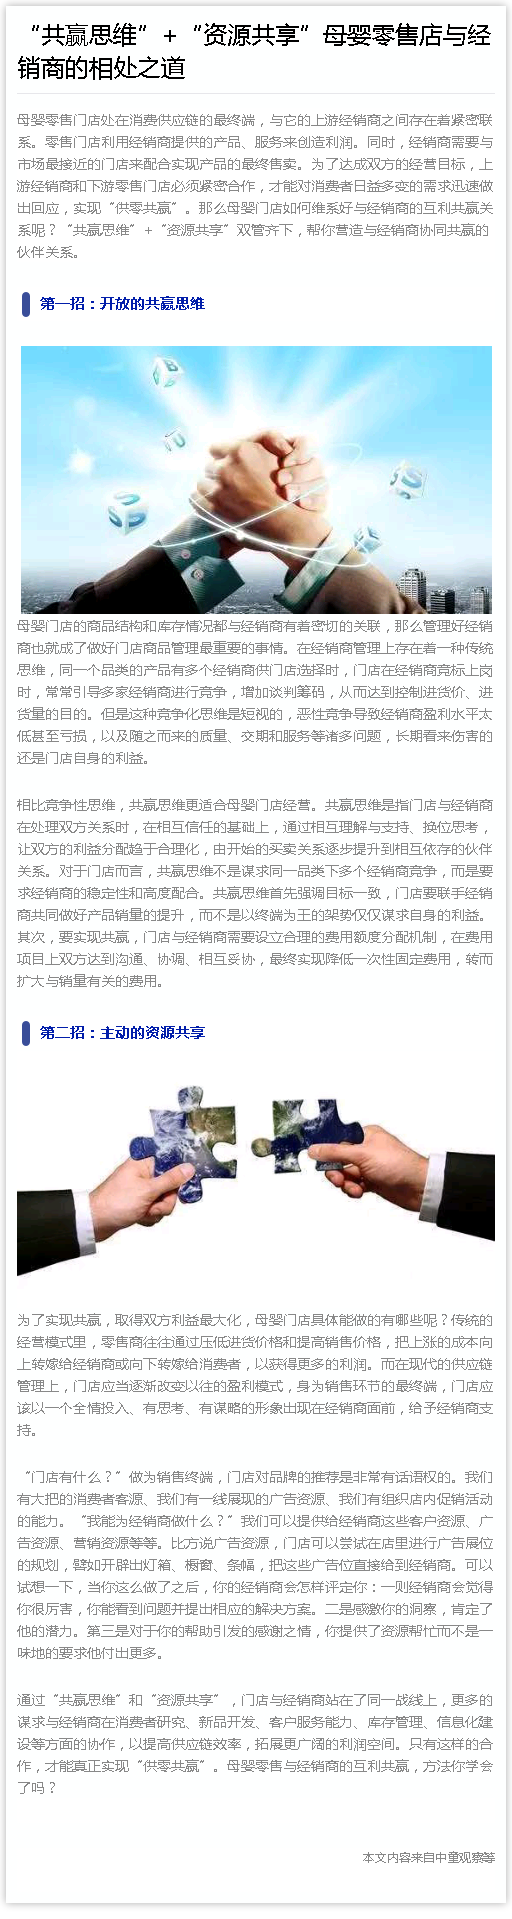 “共赢思维”+“资源共享”母婴零售店与经
销商的相处之道
母婴零售门店处在消费供应链的最终端，与它的上游经销商之间存在着紧密联
系。零售门店利用经销商提供的产品、服务来创造利润。同时，经销商需要与
市场最接近的门店来配合实现产品的最终售卖。为了达成双方的经营目标，上
游经销商和下游零售门店必须紧密合作，才能对消费者日益多变的需求迅速做
出回应，实现“供零共赢”。那么母婴门店如何维系好与经销商的互利共赢关
系呢？“共赢思维”+“资源共享”双管齐下，帮你营造与经销商协同共赢的
伙伴关系。
第一招：开放的共赢思维
B
U
S
S
S
S
母婴门店的商品结构和库存情况都与经销商有着密切的关联，那么管理好经销
商也就成了做好门店商品管理最重要的事情。在经销商管理上存在着一种传统
思维，同一个品类的产品有多个经销商供门店选择时，门店在经销商竞标上岗
时，常常引导多家经销商进行竞争，增加谈判筹码，从而达到控制进货价、进
货量的目的。但是这种竞争化思维是短视的，恶性竞争导致经销商盈利水平太
低甚至亏损，以及随之而来的质量、交期和服务等诸多问题，长期看来伤害的
还是门店自身的利益。
相比竞争性思维，共赢思维更适合母婴门店经营。共赢思维是指门店与经销商
在处理双方关系时，在相互信任的基础上，通过相互理解与支持、换位思考，
让双方的利益分配趋于合理化，由开始的买卖关系逐步提升到相互依存的伙伴
关系。对于门店而言，共赢思维不是谋求同一品类下多个经销商竞争，而是要
求经销商的稳定性和高度配合。共赢思维首先强调目标一致，门店要联手经销
商共同做好产品销量的提升，而不是以终端为王的架势仅仅谋求自身的利益。
其次，要实现共赢，门店与经销商需要设立合理的费用额度分配机制，在费用
项目上双方达到沟通、协调、相互妥协，最终实现降低一次性固定费用，转而
扩大与销量有关的费用。
第二招：主动的资源共享
为了实现共赢，取得双方利益最大化，母婴门店具体能做的有哪些呢？传统的
经营模式里，零售商往往通过压低进货价格和提高销售价格，把上涨的成本向
上转嫁给经销商或向下转嫁给消费者，以获得更多的利润。而在现代的供应链
管理上，门店应当逐渐改变以往的盈利模式，身为销售环节的最终端，门店应
该以一个全情投入、有思考、有谋略的形象出现在经销商面前，给予经销商支
持。
“门店有什么？”做为销售终端，门店对品牌的推荐是非常有话语权的。我们
有大把的消费者客源、我们有一线展现的广告资源、我们有组织店内促销活动
的能力。“我能为经销商做什么？”我们可以提供给经销商这些客户资源、广
告资源、营销资源等等。比方说广告资源，门店可以尝试在店里进行广告展位
的规划，譬如开辟出灯箱、橱窗、条幅，把这些广告位直接给到经销商。可以
试想一下，当你这么做了之后，你的经销商会怎样评定你：一则经销商会觉得
你很厉害，你能看到问题并提出相应的解决方案。二是感激你的洞察，肯定了
他的潜力。第三是对于你的帮助引发的感谢之情，你提供了资源帮忙而不是一
味地的要求他付出更多。
通过“共赢思维”和“资源共享”，门店与经销商站在了同一战线上，更多的
谋求与经销商在消费者研究、新品开发、客户服务能力、库存管理、信息化建
设等方面的协作，以提高供应链效率，拓展更广阔的利润空间。只有这样的合
作，才能真正实现“供零共赢”。母婴零售与经销商的互利共赢，方法你学会
了吗？
本文内容来自中童观察等